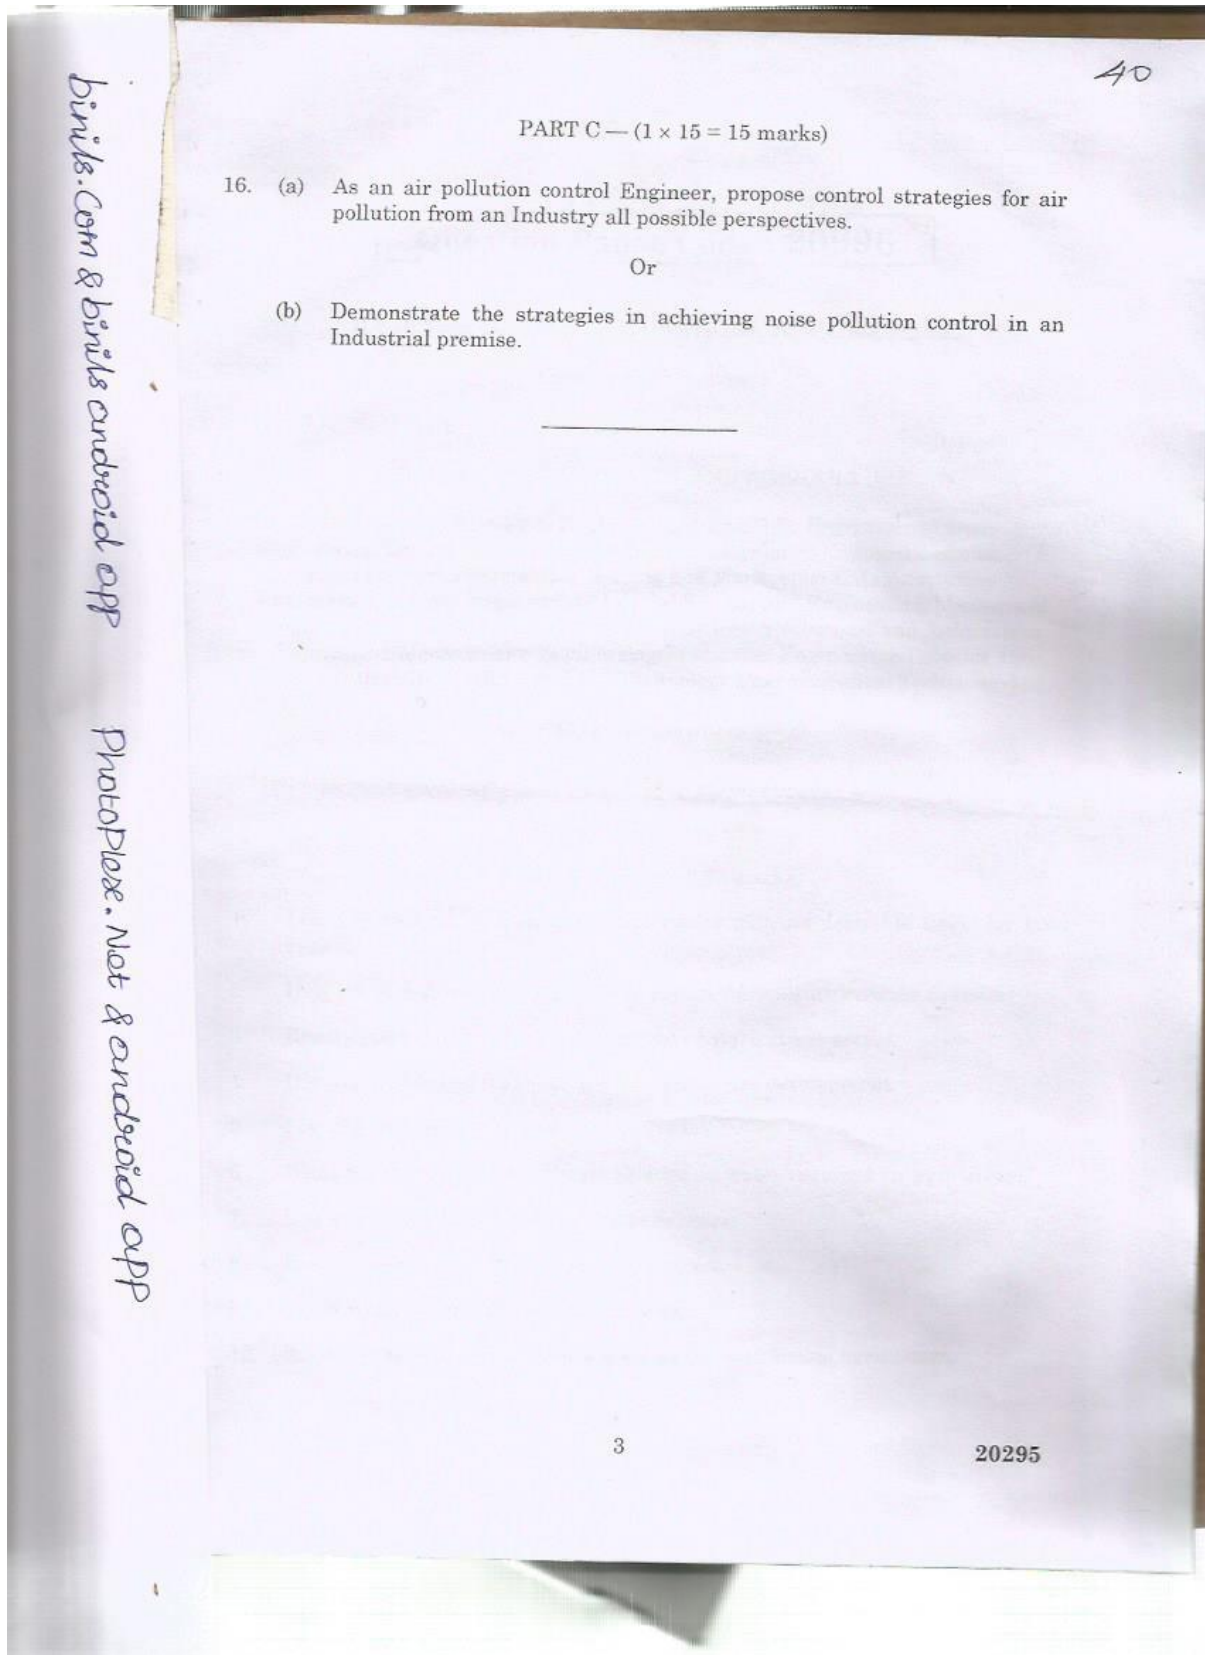 40
PART C — (1 × 15 = 15 marks)
16. (a) As an air pollution control Engineer, propose control strategies for air
pollution from an Industry all possible perspectives.
Or
(b) Demonstrate the strategies in achieving noise pollution control in an
Industrial premise.
3
20295
binils.Com & binils android app
PhotoPlex.Net & android app